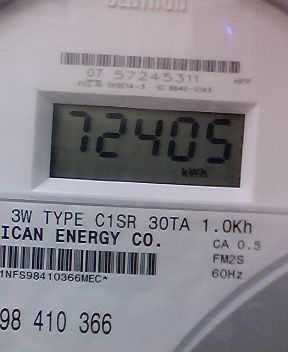 CENTRON
07 57245311
72405
kWh
3W TYPE C1SR 30TA 1.0Kh
ICAN ENERGY CO.
CA 0.5
FM2S
60Hz
1NFS98410366MEC*
98 410 366